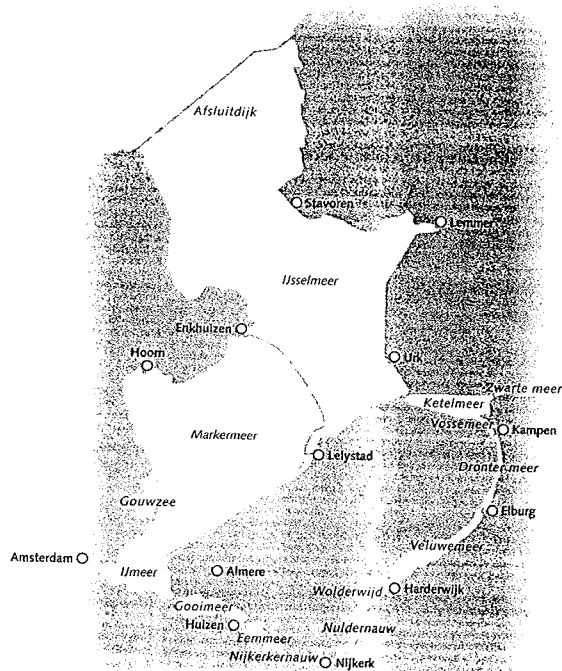 Afsluitdijk
Stavoren
Lemmer
IJsselmeer
Enkhuizen
Hoorn
Urk
Zwarte meer
Ketelmeer
Vossemeer
Kampen
Markermeer
Lelystad
Drontermeer
Gouwzee
Elburg
Veluwemeer
Amsterdam
IJmeer
Almere
Wolderwijd
Harderwijk
Gooimeer
Huizen
Nuldernauw
Eemmeer
Nijkerkernauw
Nijkerk